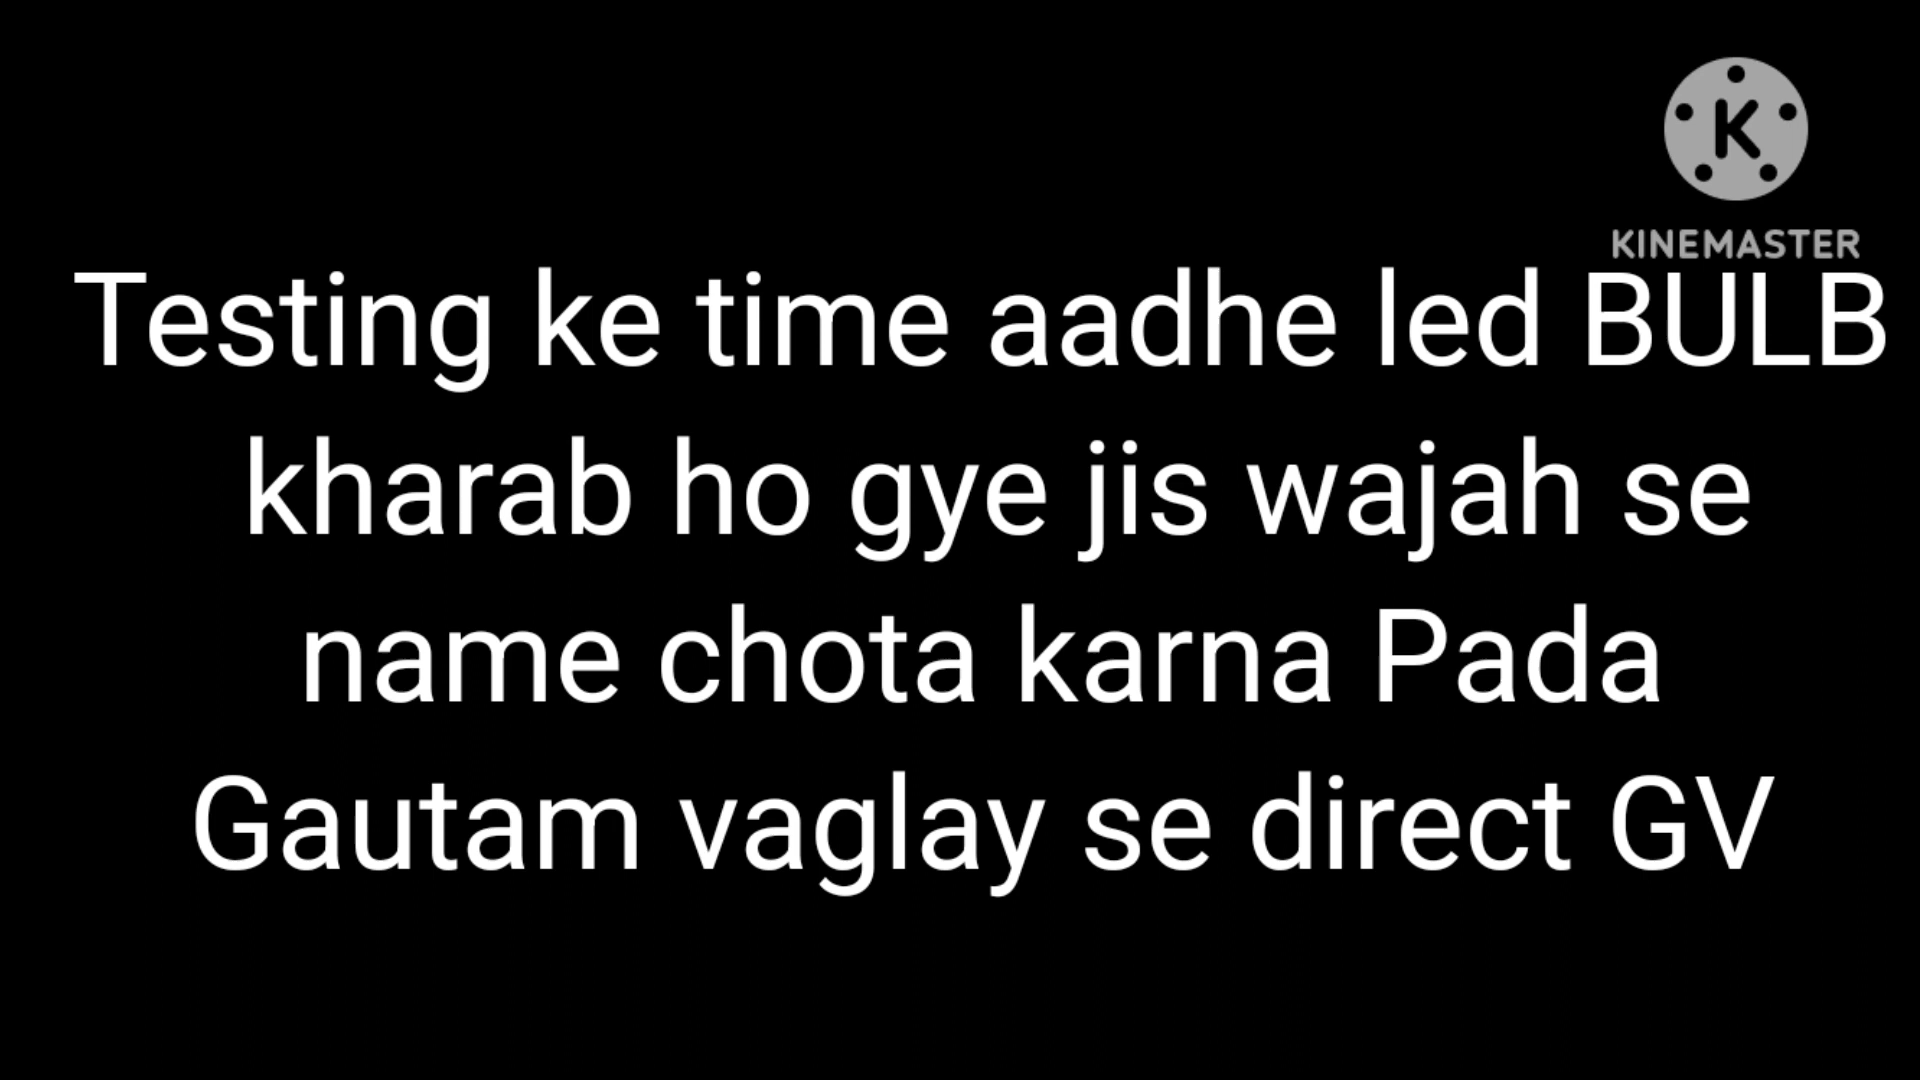 K
KINEMASTER
Testing ke time aadhe led BULB
kharab ho gye jis wajah se
name chota karna Pada
Gautam vaglay se direct GV